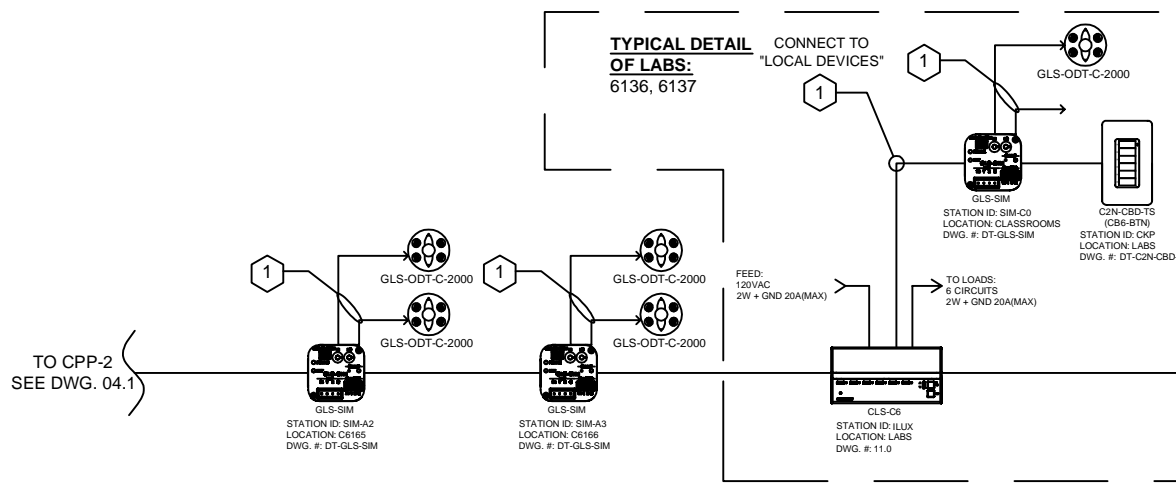 TYPICAL DETAIL
OF LABS:
6136, 6137
CONNECT TO
"LOCAL DEVICES"
1
1
GLS-ODT-C-2000
GLS-SIM
STATION ID: SIM-C0
LOCATION: CLASSROOMS
DWG. #: DT-GLS-SIM
C2N-CBD-TS
(CB6-BTN)
STATION ID: CKP
LOCATION: LABS
DWG. #: DT-C2N-CBD-
1
GLS-ODT-C-2000
GLS-ODT-C-2000
1
GLS-ODT-C-2000
GLS-ODT-C-2000
FEED:
120VAC
2W + GND 20A(MAX)
TO LOADS:
6 CIRCUITS
2W + GND 20A(MAX)
TO CPP-2
SEE DWG. 04.1
GLS-SIM
STATION ID: SIM-A2
LOCATION: C6165
DWG. #: DT-GLS-SIM
GLS-SIM
STATION ID: SIM-A3
LOCATION: C6166
DWG. #: DT-GLS-SIM
CLS-C6
STATION ID: ILUX
LOCATION: LABS
DWG. #: 11.0